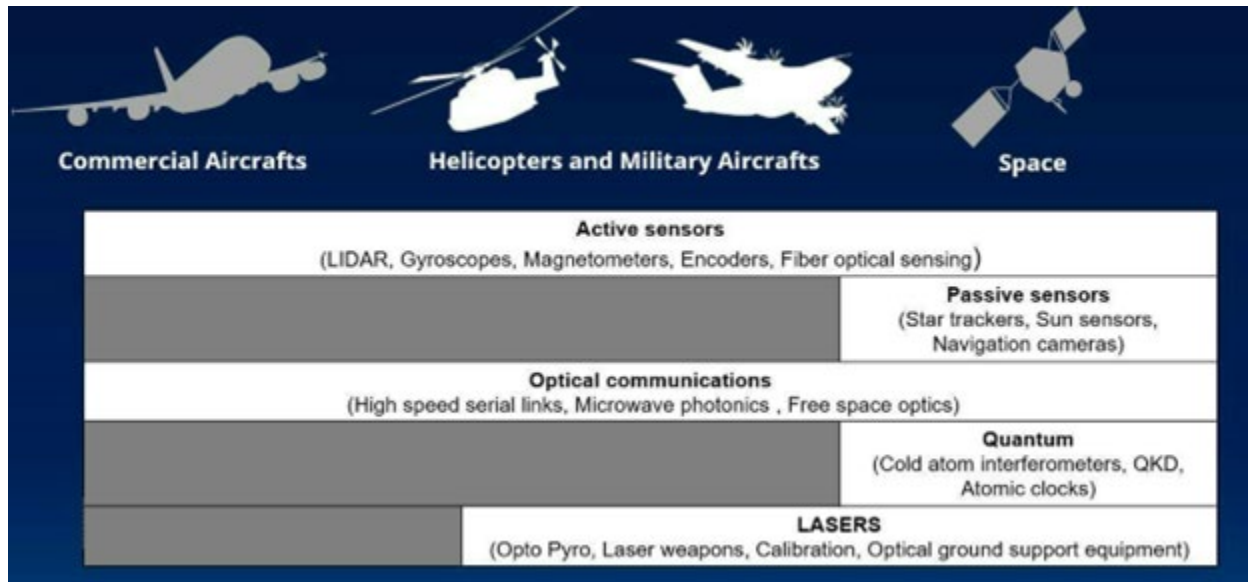 Commercial Aircrafts
Helicopters and Military Aircrafts
Space
Active sensors
(LIDAR, Gyroscopes, Magnetometers, Encoders, Fiber optical sensing)
Passive sensors
(Star trackers, Sun sensors,
Navigation cameras)
Optical communications
(High speed serial links, Microwave photonics , Free space optics)
Quantum
(Cold atom interferometers, QKD,
Atomic clocks)
LASERS
(Opto Pyro, Laser weapons, Calibration, Optical ground support equipment)